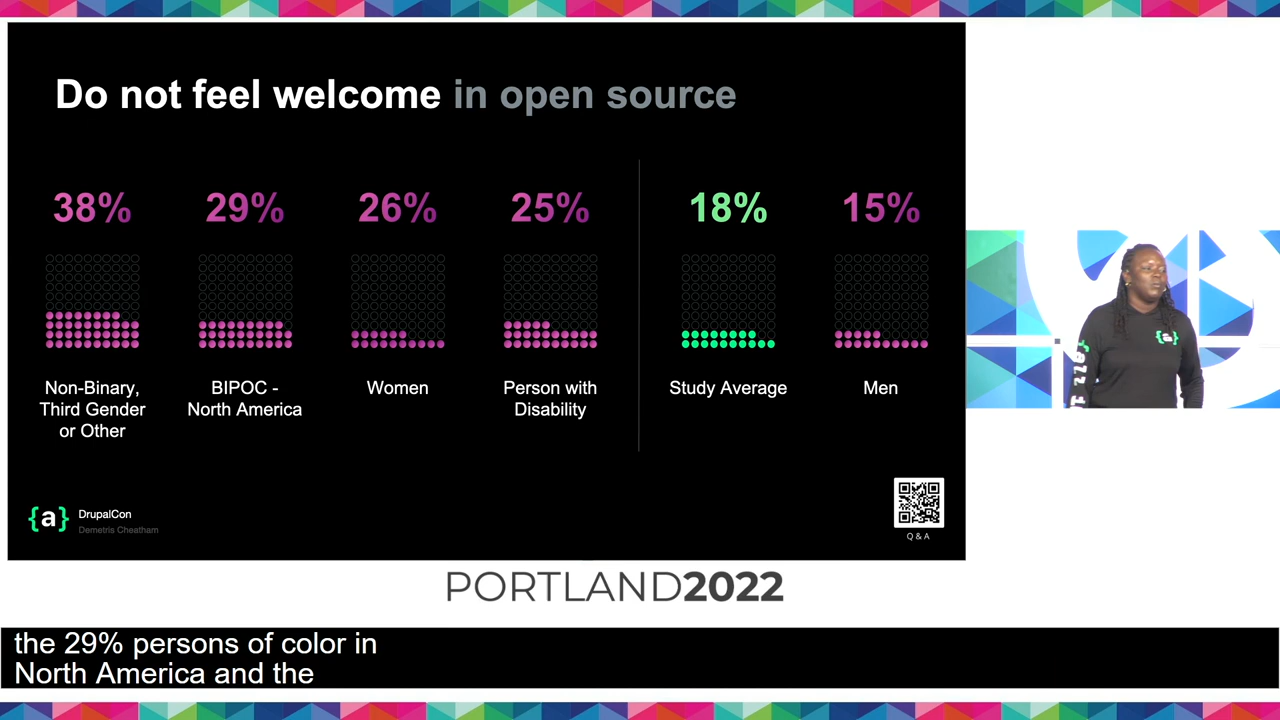 Do not feel welcome in open source
38%
29%
26%
25%
18%
15%
Non-Binary,
Third Gender
or Other
BIPOC -
North America
Women
Person with
Disability
Study Average
Men
{a}
DrupalCon
Demetris Cheatham
Q & A
{a}
PORTLAND2022
the 29% persons of color in
North America and the